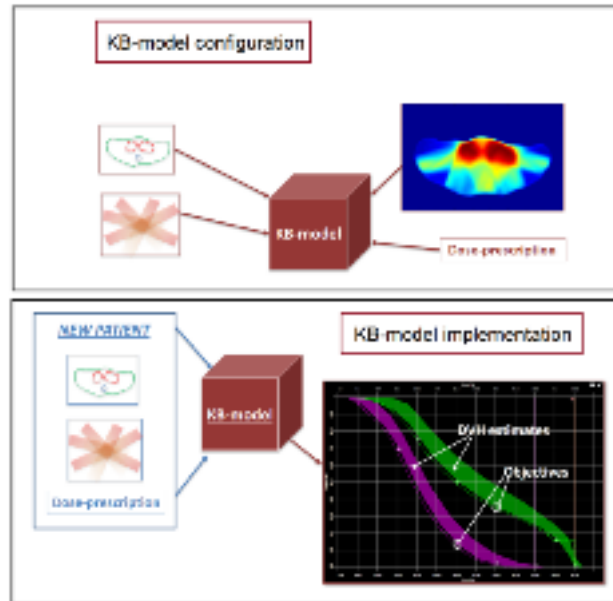 KB-model configuration
KB-model
Dose-prescription
NEW PATIENT
KB-model implementation
KB-model
DVH estimates
Objectives
Dose-prescription